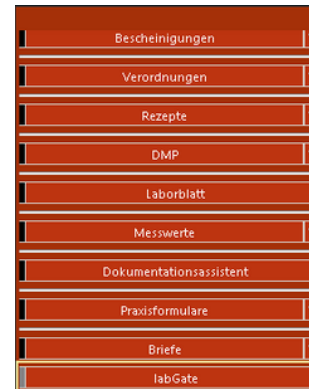 Bescheinigungen
Verordnungen
Rezepte
DMP
Laborblatt
Messwerte
Dokumentationsassistent
Praxisformulare
Briefe
labGate